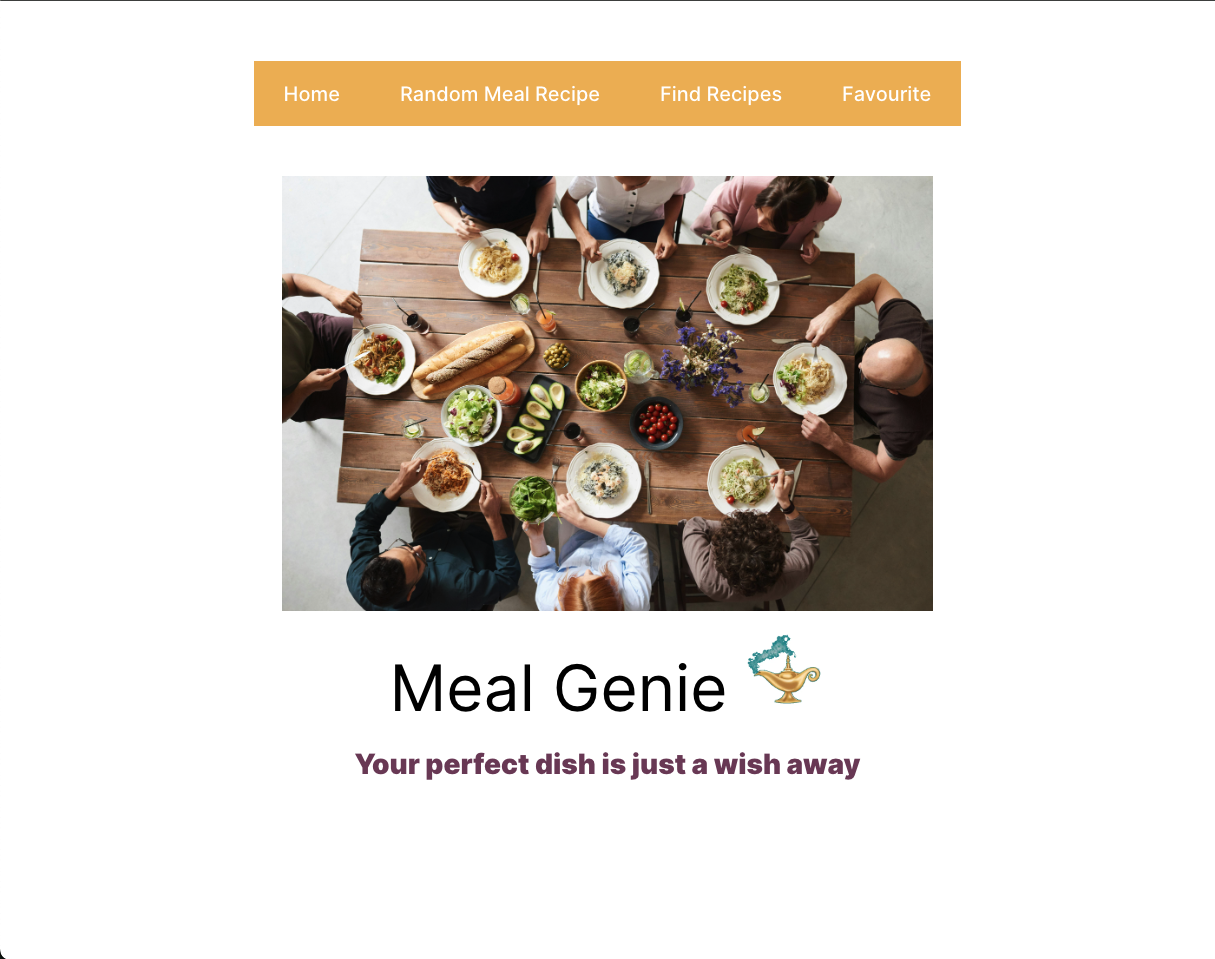 Home Random Meal Recipe Find Recipes Favourite
Meal Genie
Your perfect dish is just a wish away